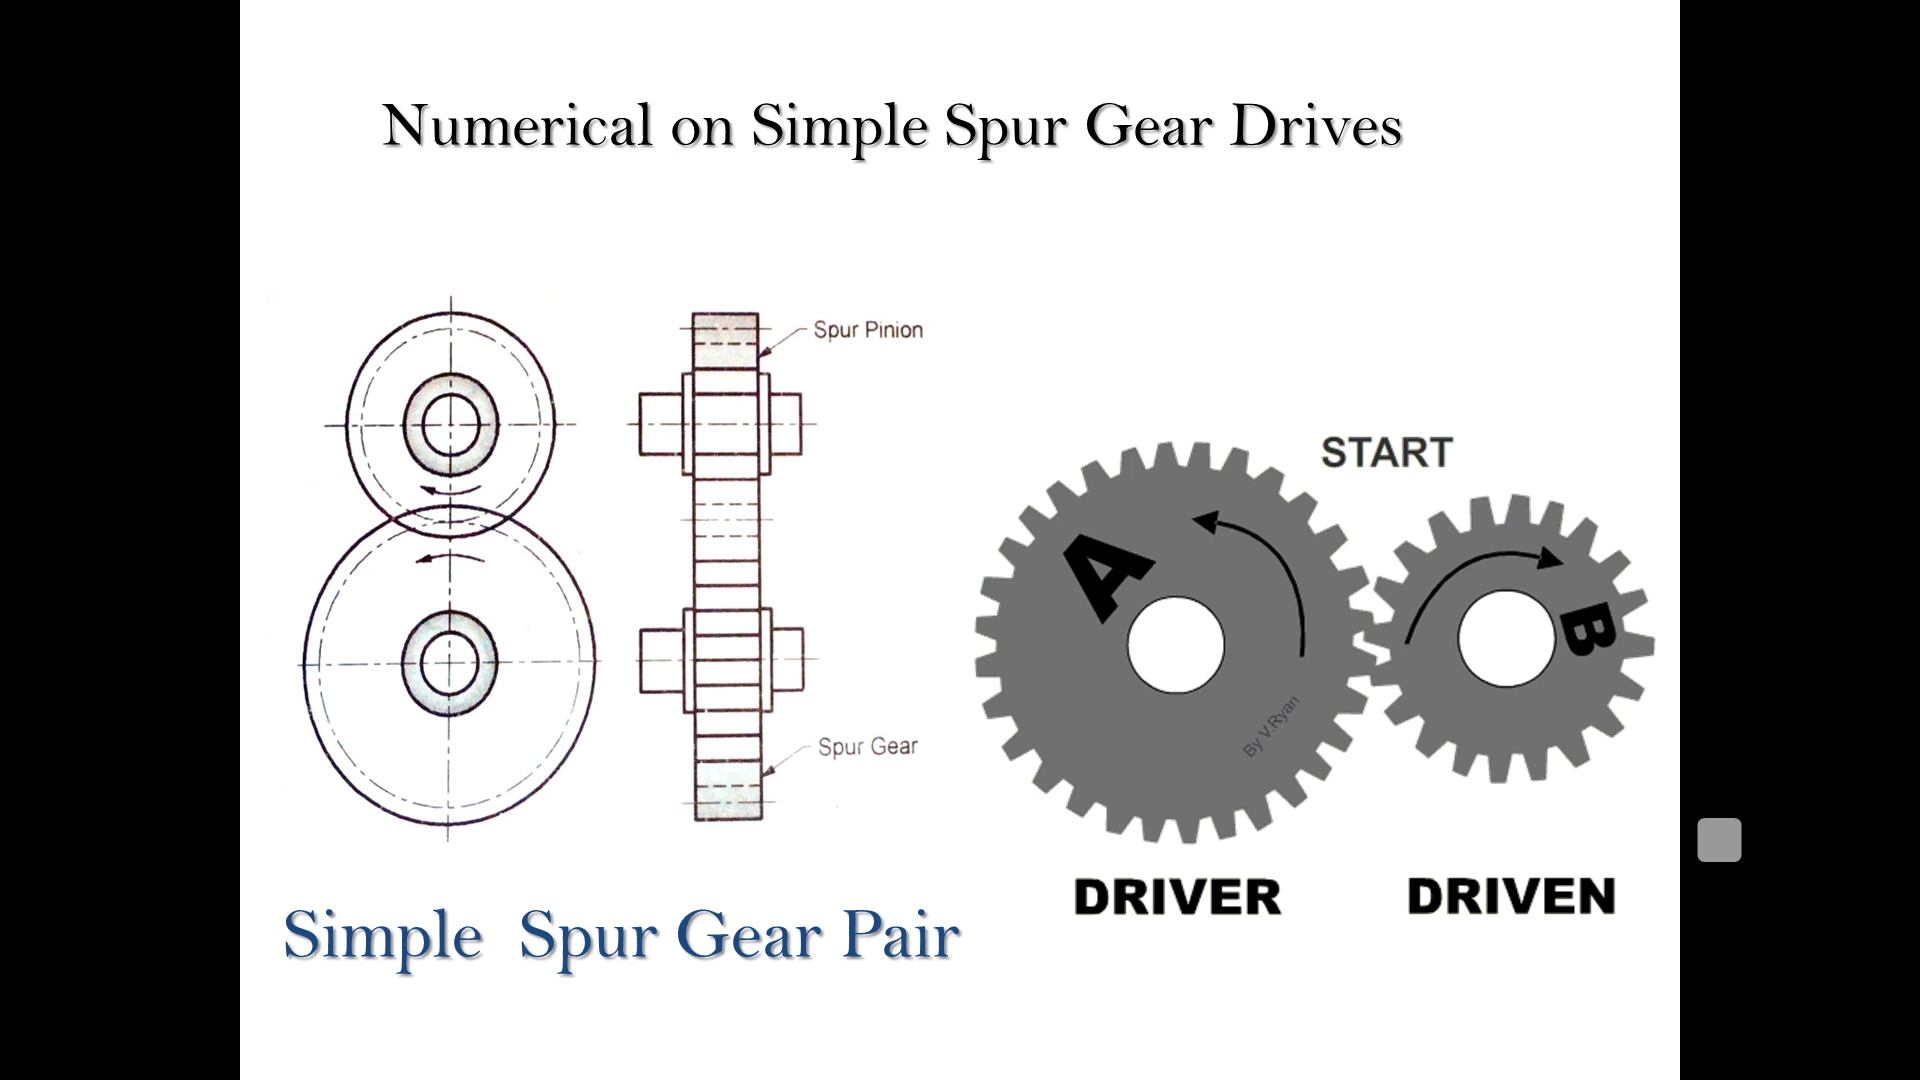 Numerical on Simple Spur Gear Drives
Spur Pinion
Spur Gear
START
A
B
By V.Ryan
DRIVER
DRIVEN
Simple Spur Gear Pair